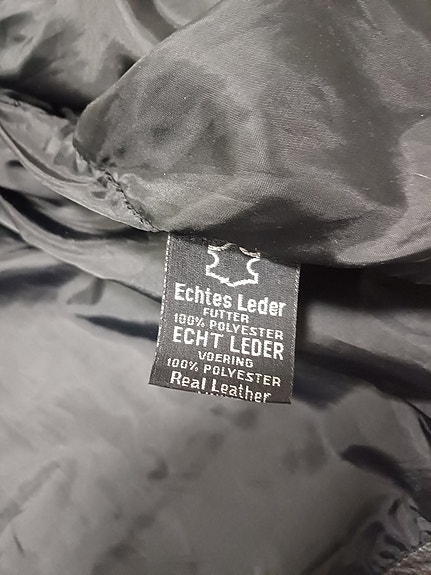 Echtes Leder
FUTTER
100% POLYESTER
ECHT LEDER
VOERING
100% POLYESTER
Real Leather